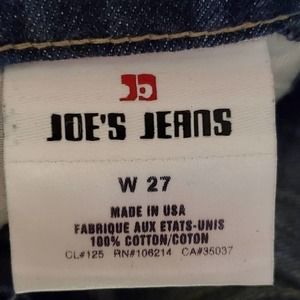 JOE'S JEANS
W 27
MADE IN USA
FABRIQUE AUX ETATS-UNIS
100% COTTON/COTON
CL#125 RN#106214 CA#35037